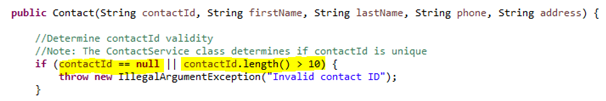 public Contact(String contactId, String firstName, String lastName, String phone, String address) {
//Determine contactId validity
//Note: The ContactService class determines if contactId is unique
if (contactId == null || contactId.length() > 10) {
throw new IllegalArgumentException("Invalid contact ID");
}